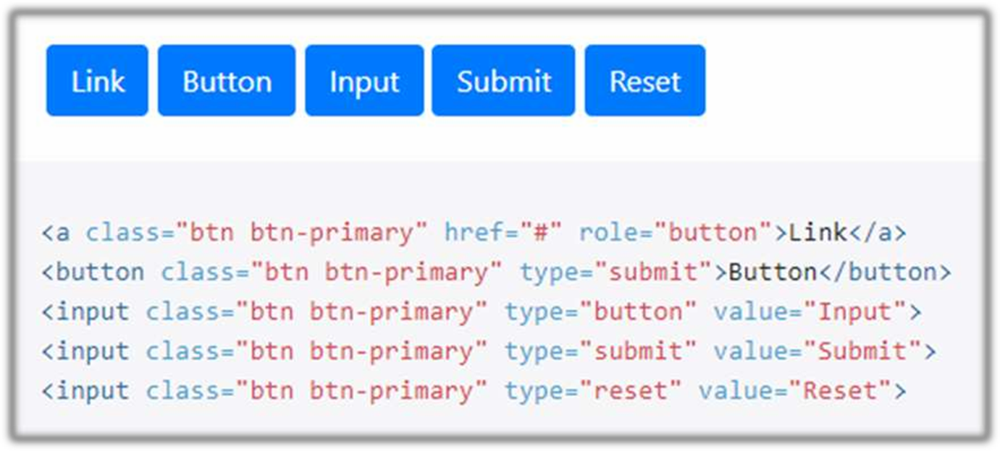 Link Button Input Submit Reset
<a class="btn btn-primary" href="#" role="button">Link</a>
<button class="btn btn-primary" type="submit">Button</button>
<input class="btn btn-primary" type="button" value="Input">
<input class="btn btn-primary" type="submit" value="Submit">
<input class="btn btn-primary" type="reset" value="Reset">